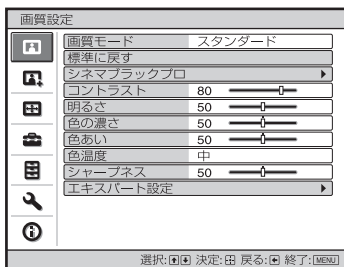 画質設定
画質モード スタンダード
標準に戻す
シネマブラックプロ
コントラスト 80
明るさ 50
色の濃さ 50
色あい 50
色温度 中
シャープネス 50
エキスパート設定
選択: 決定: 戻る: 終了: MENU